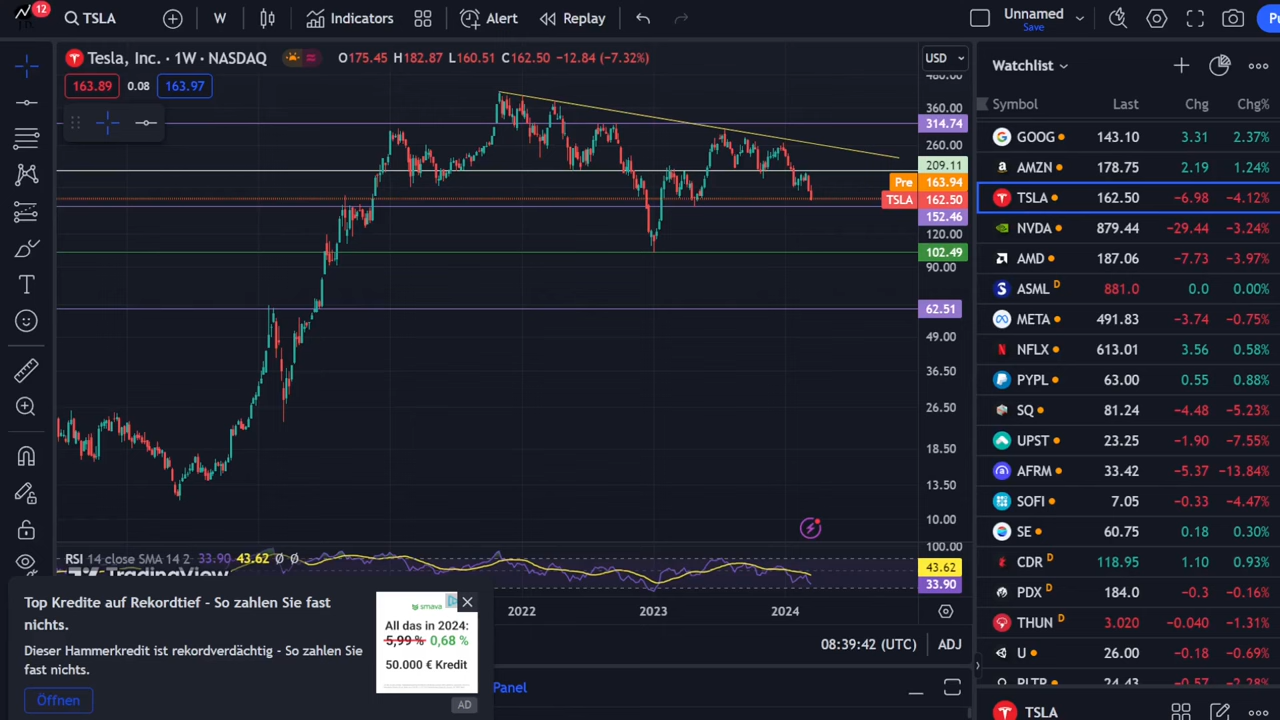 12
TSLA
W
Indicators
Alert
Replay
Unnamed
Save
Tesla, Inc. · 1W · NASDAQ
O175.45 H182.87 L160.51 C162.50 −12.84 (−7.32%)
163.89
0.08
163.97
USD
360.00
314.74
260.00
209.11
Pre 163.94
TSLA 162.50
152.46
120.00
102.49
90.00
62.51
49.00
36.50
26.50
18.50
13.50
10.00
RSI 14 close SMA 14 2 33.90 43.62 Ø Ø
100.00
43.62
33.90
TradingView
2022
2023
2024
08:39:42 (UTC)
ADJ
Panel
Top Kredite auf Rekordtief - So zahlen Sie fast
nichts.
Dieser Hammerkredit ist rekordverdächtig - So zahlen Sie
fast nichts.
Öffnen
smava
All das in 2024:
5,99 % 0,68 %
50.000 € Kredit
AD
Watchlist
Symbol Last Chg Chg%
GOOG 143.10 3.31 2.37%
AMZN 178.75 2.19 1.24%
TSLA 162.50 −6.98 −4.12%
NVDA 879.44 −29.44 −3.24%
AMD 187.06 −7.73 −3.97%
ASML D 881.0 0.0 0.00%
META 491.83 −3.74 −0.75%
NFLX 613.01 3.56 0.58%
PYPL 63.00 0.55 0.88%
SQ 81.24 −4.48 −5.23%
UPST 23.25 −1.90 −7.55%
AFRM 33.42 −5.37 −13.84%
SOFI 7.05 −0.33 −4.47%
SE 60.75 0.18 0.30%
CDR D 118.95 1.10 0.93%
PDX D 184.0 −0.3 −0.16%
THUN D 3.020 −0.040 −1.31%
U 26.00 −0.18 −0.69%
PLTR 24.43 −0.57 −2.28%
TSLA